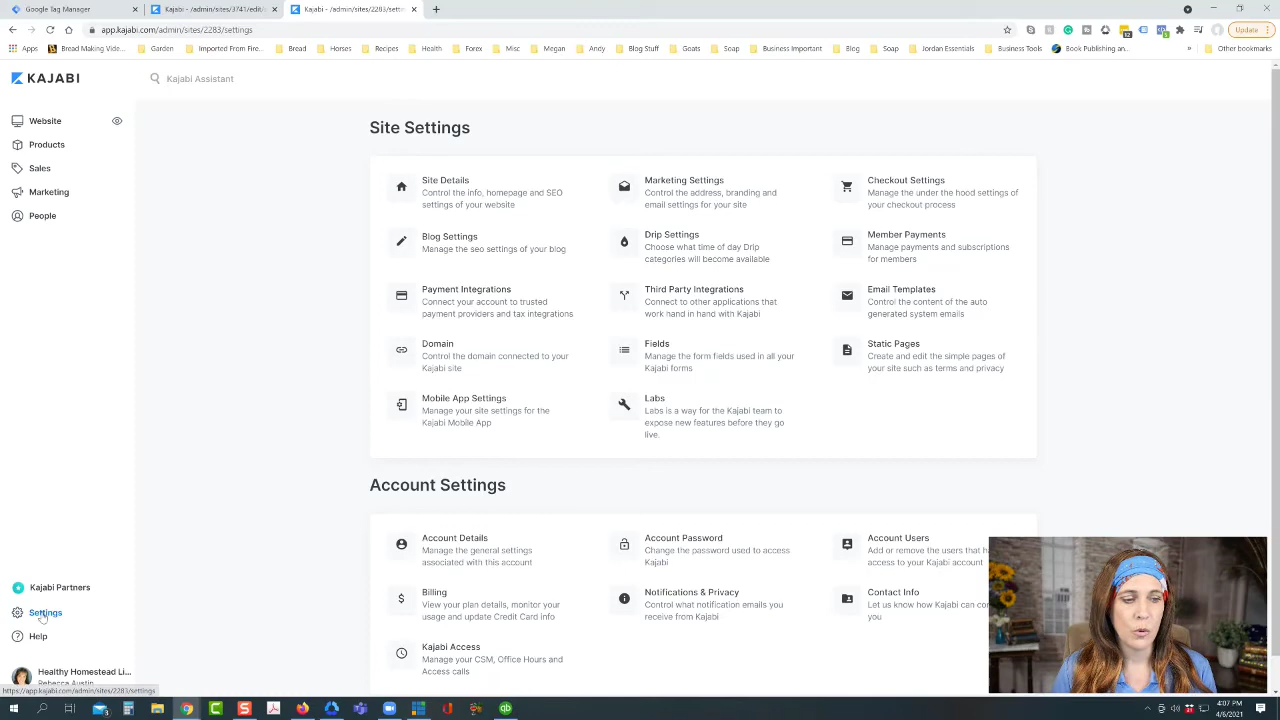 Google Tag Manager
Kajabi - /admin/sites/3741/edit/
Kajabi - /admin/sites/2283/settin
app.kajabi.com/admin/sites/2283/settings
Update
Apps
Bread Making Vide...
Garden
Imported From Fire...
Bread
Horses
Recipes
Health
Forex
Misc
Megan
Andy
Blog Stuff
Goats
Soap
Business Important
Blog
Soap
Jordan Essentials
Business Tools
Book Publishing an...
»
Other bookmarks
KAJABI
Kajabi Assistant
Website
Products
Sales
Marketing
People
Site Settings
Site Details
Control the info, homepage and SEO
settings of your website
Marketing Settings
Control the address, branding and
email settings for your site
Checkout Settings
Manage the under the hood settings of
your checkout process
Blog Settings
Manage the seo settings of your blog
Drip Settings
Choose what time of day Drip
categories will become available
Member Payments
Manage payments and subscriptions
for members
Payment Integrations
Connect your account to trusted
payment providers and tax integrations
Third Party Integrations
Connect to other applications that
work hand in hand with Kajabi
Email Templates
Control the content of the auto
generated system emails
Domain
Control the domain connected to your
Kajabi site
Fields
Manage the form fields used in all your
Kajabi forms
Static Pages
Create and edit the simple pages of
your site such as terms and privacy
Mobile App Settings
Manage your site settings for the
Kajabi Mobile App
Labs
Labs is a way for the Kajabi team to
expose new features before they go
live.
Account Settings
Account Details
Manage the general settings
associated with this account
Account Password
Change the password used to access
Kajabi
Account Users
Add or remove the users that h
access to your Kajabi account
Billing
View your plan details, monitor your
usage and update Credit Card info
Notifications & Privacy
Control what notification emails you
receive from Kajabi
Contact Info
Let us know how Kajabi can con
you
Kajabi Access
Manage your CSM, Office Hours and
Access calls
Kajabi Partners
Settings
Help
Healthy Homestead Li...
Rebecca Austin
https://app.kajabi.com/admin/sites/2283/settings
4:07 PM
4/6/2021